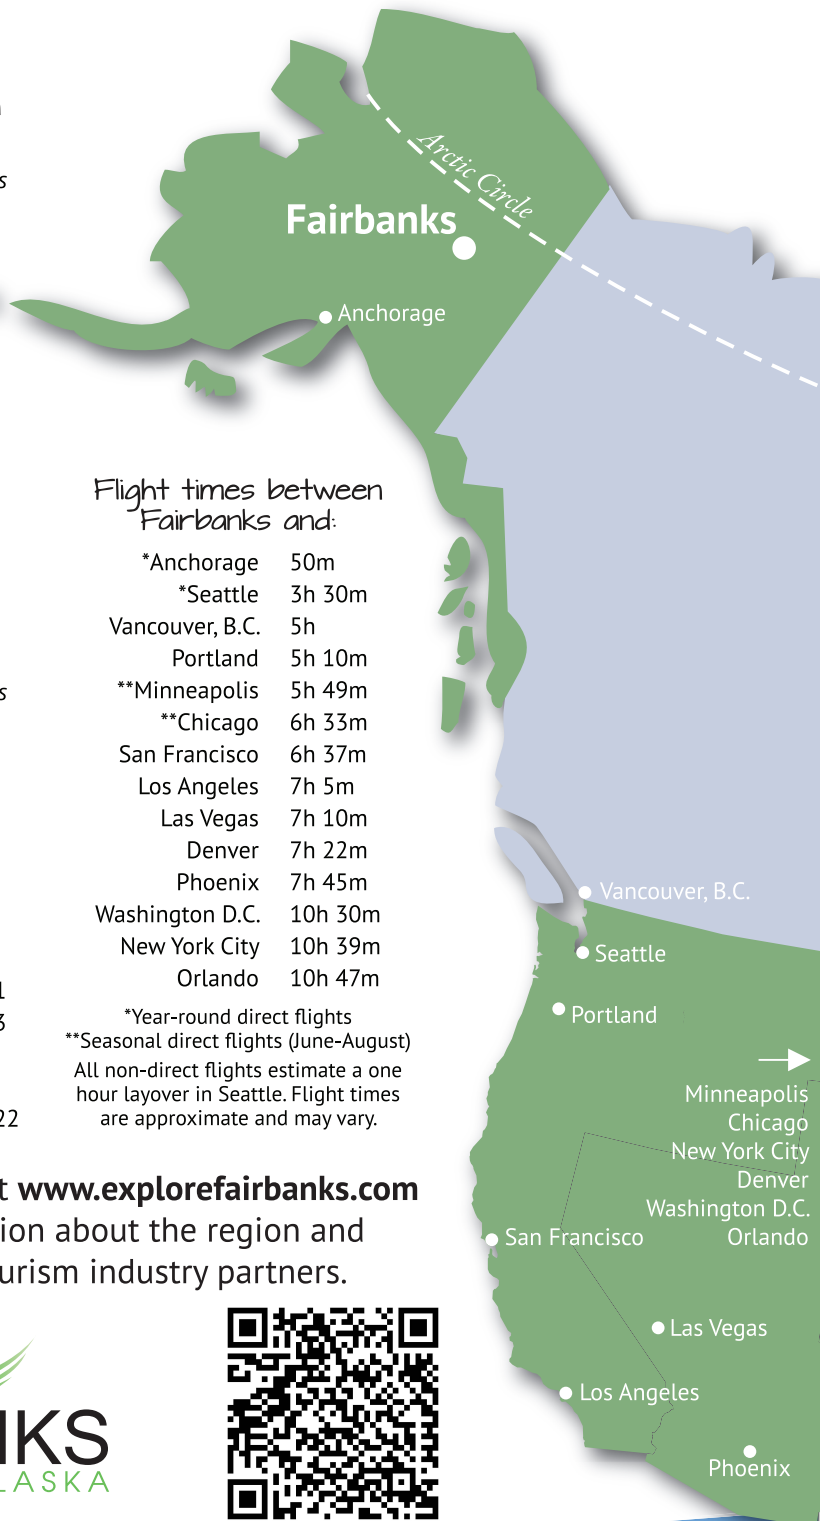 s
Arctic Circle
Fairbanks
Anchorage
Flight times between
Fairbanks and:
*Anchorage 50m
*Seattle 3h 30m
Vancouver, B.C. 5h
Portland 5h 10m
**Minneapolis 5h 49m
s
**Chicago 6h 33m
San Francisco 6h 37m
Los Angeles 7h 5m
Las Vegas 7h 10m
Denver 7h 22m
Phoenix 7h 45m
Washington D.C. 10h 30m
New York City 10h 39m
Orlando 10h 47m
1
*Year-round direct flights
3
**Seasonal direct flights (June-August)
All non-direct flights estimate a one
hour layover in Seattle. Flight times
are approximate and may vary.
22
t www.explorefairbanks.com
ion about the region and
urism industry partners.
NKS
LASKA
Vancouver, B.C.
Seattle
Portland
Minneapolis
Chicago
New York City
Denver
Washington D.C.
Orlando
San Francisco
Las Vegas
Los Angeles
Phoenix